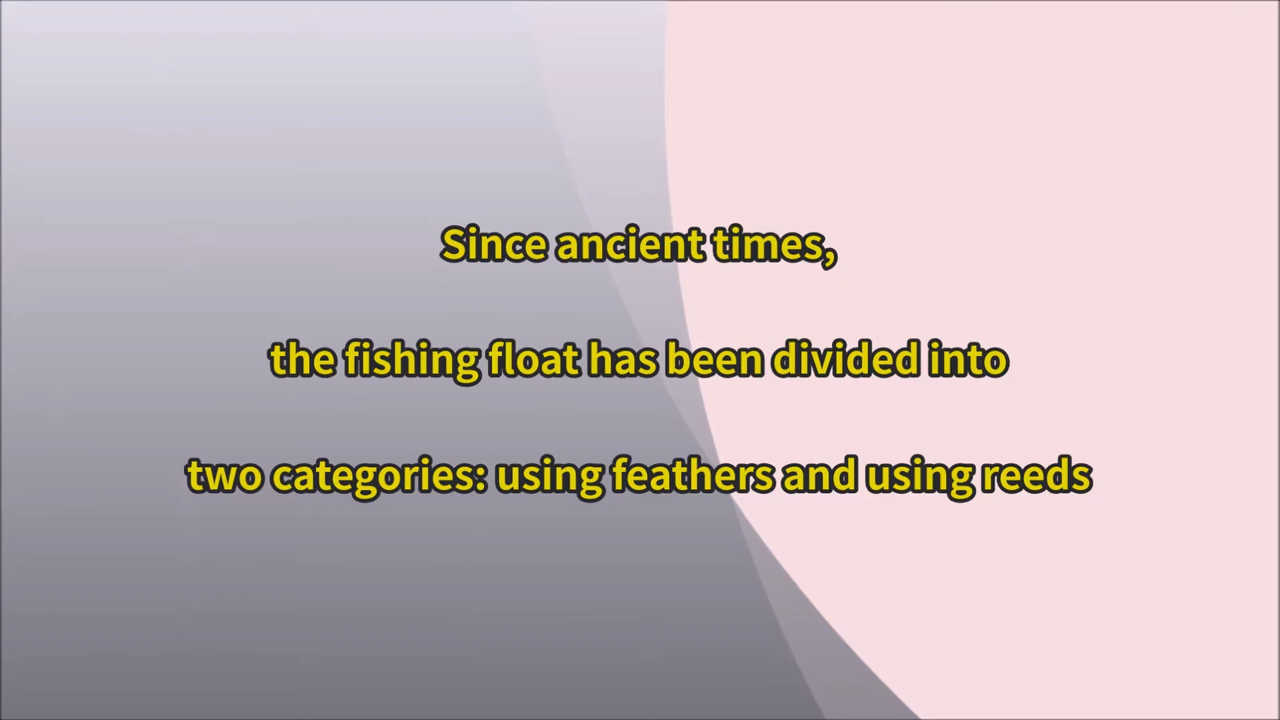 Since ancient times,
the fishing float has been divided into
two categories: using feathers and using reeds